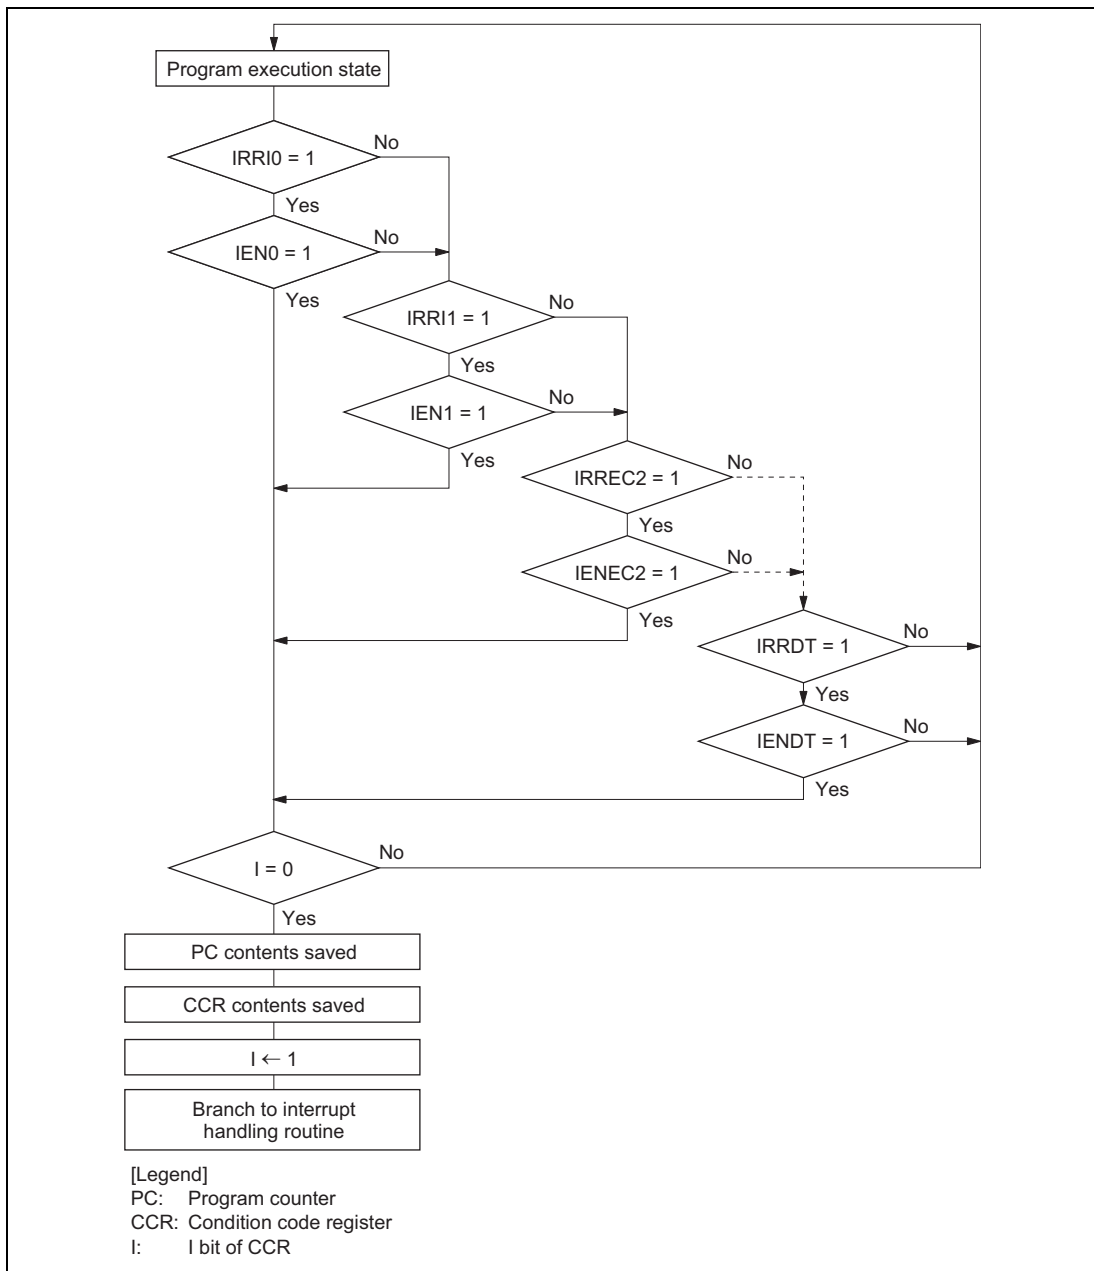 Program execution state
IRRI0 = 1
No
Yes
IEN0 = 1
No
Yes
IRRI1 = 1
No
Yes
IEN1 = 1
No
Yes
IRREC2 = 1
No
Yes
IENEC2 = 1
No
Yes
IRRDT = 1
No
Yes
IENDT = 1
No
Yes
I = 0
No
Yes
PC contents saved
CCR contents saved
I ← 1
Branch to interrupt
handling routine
[Legend]
PC: Program counter
CCR: Condition code register
I: I bit of CCR